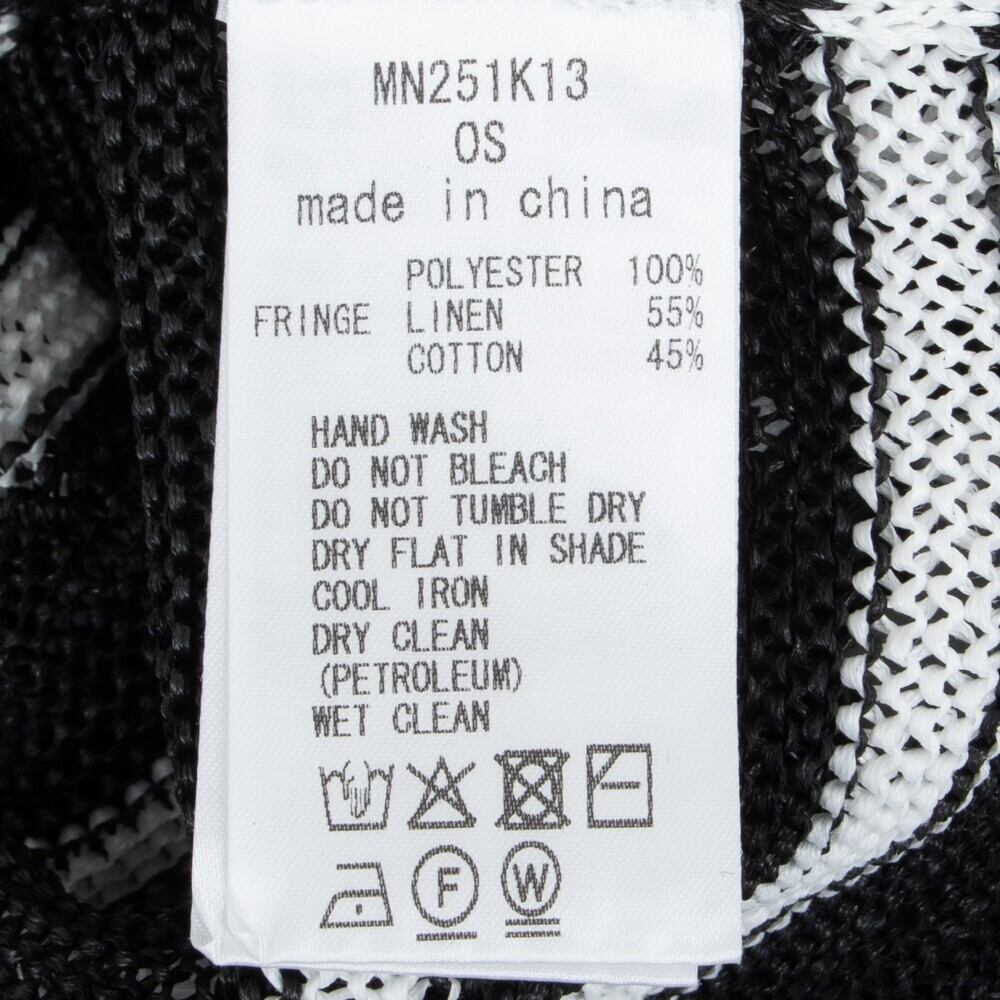 MN251K13
OS
made in china
POLYESTER 100%
FRINGE LINEN 55%
COTTON 45%
HAND WASH
DO NOT BLEACH
DO NOT TUMBLE DRY
DRY FLAT IN SHADE
COOL IRON
DRY CLEAN
(PETROLEUM)
WET CLEAN
F W